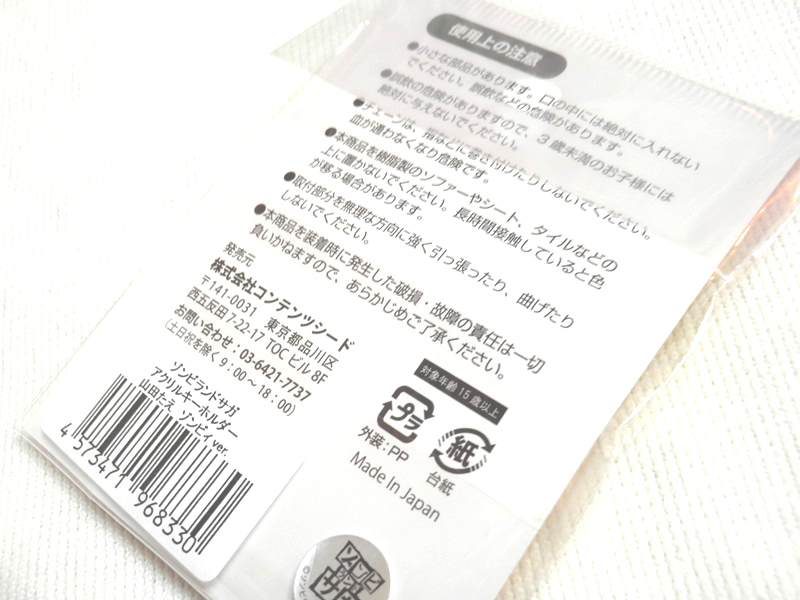 使用上の注意
●小さな部品があります。口の中には絶対に入れない
でください。誤飲などの危険があります。
●誤飲の危険がありますので、3歳未満のお子様には
絶対に与えないでください。
●チェーンは、指などに巻き付けたりしないでください。
血が通わなくなり危険です。
●本商品を樹脂製のソファーやシート、タイルなどの
上に置かないでください。長時間接触していると色
が移る場合があります。
●取付部分を無理な方向に強く引っ張ったり、曲げたり
しないでください。
●本商品を装着時に発生した破損・故障の責任は一切
負いかねますので、あらかじめご了承ください。
発売元
株式会社コンテンツシード
〒141-0031 東京都品川区
西五反田 7-22-17 TOC ビル 8F
お問い合わせ:03-6421-7737
(土日祝を除く 9:00~18:00)
対象年齢 15歳以上
プラ
外装:PP
紙
台紙
Made In Japan
ゾンビランドサガ
アクリルキーホルダー
山田たえ ゾンビィ ver.
4 573471 968330
ゾンビ
ランド
サガ